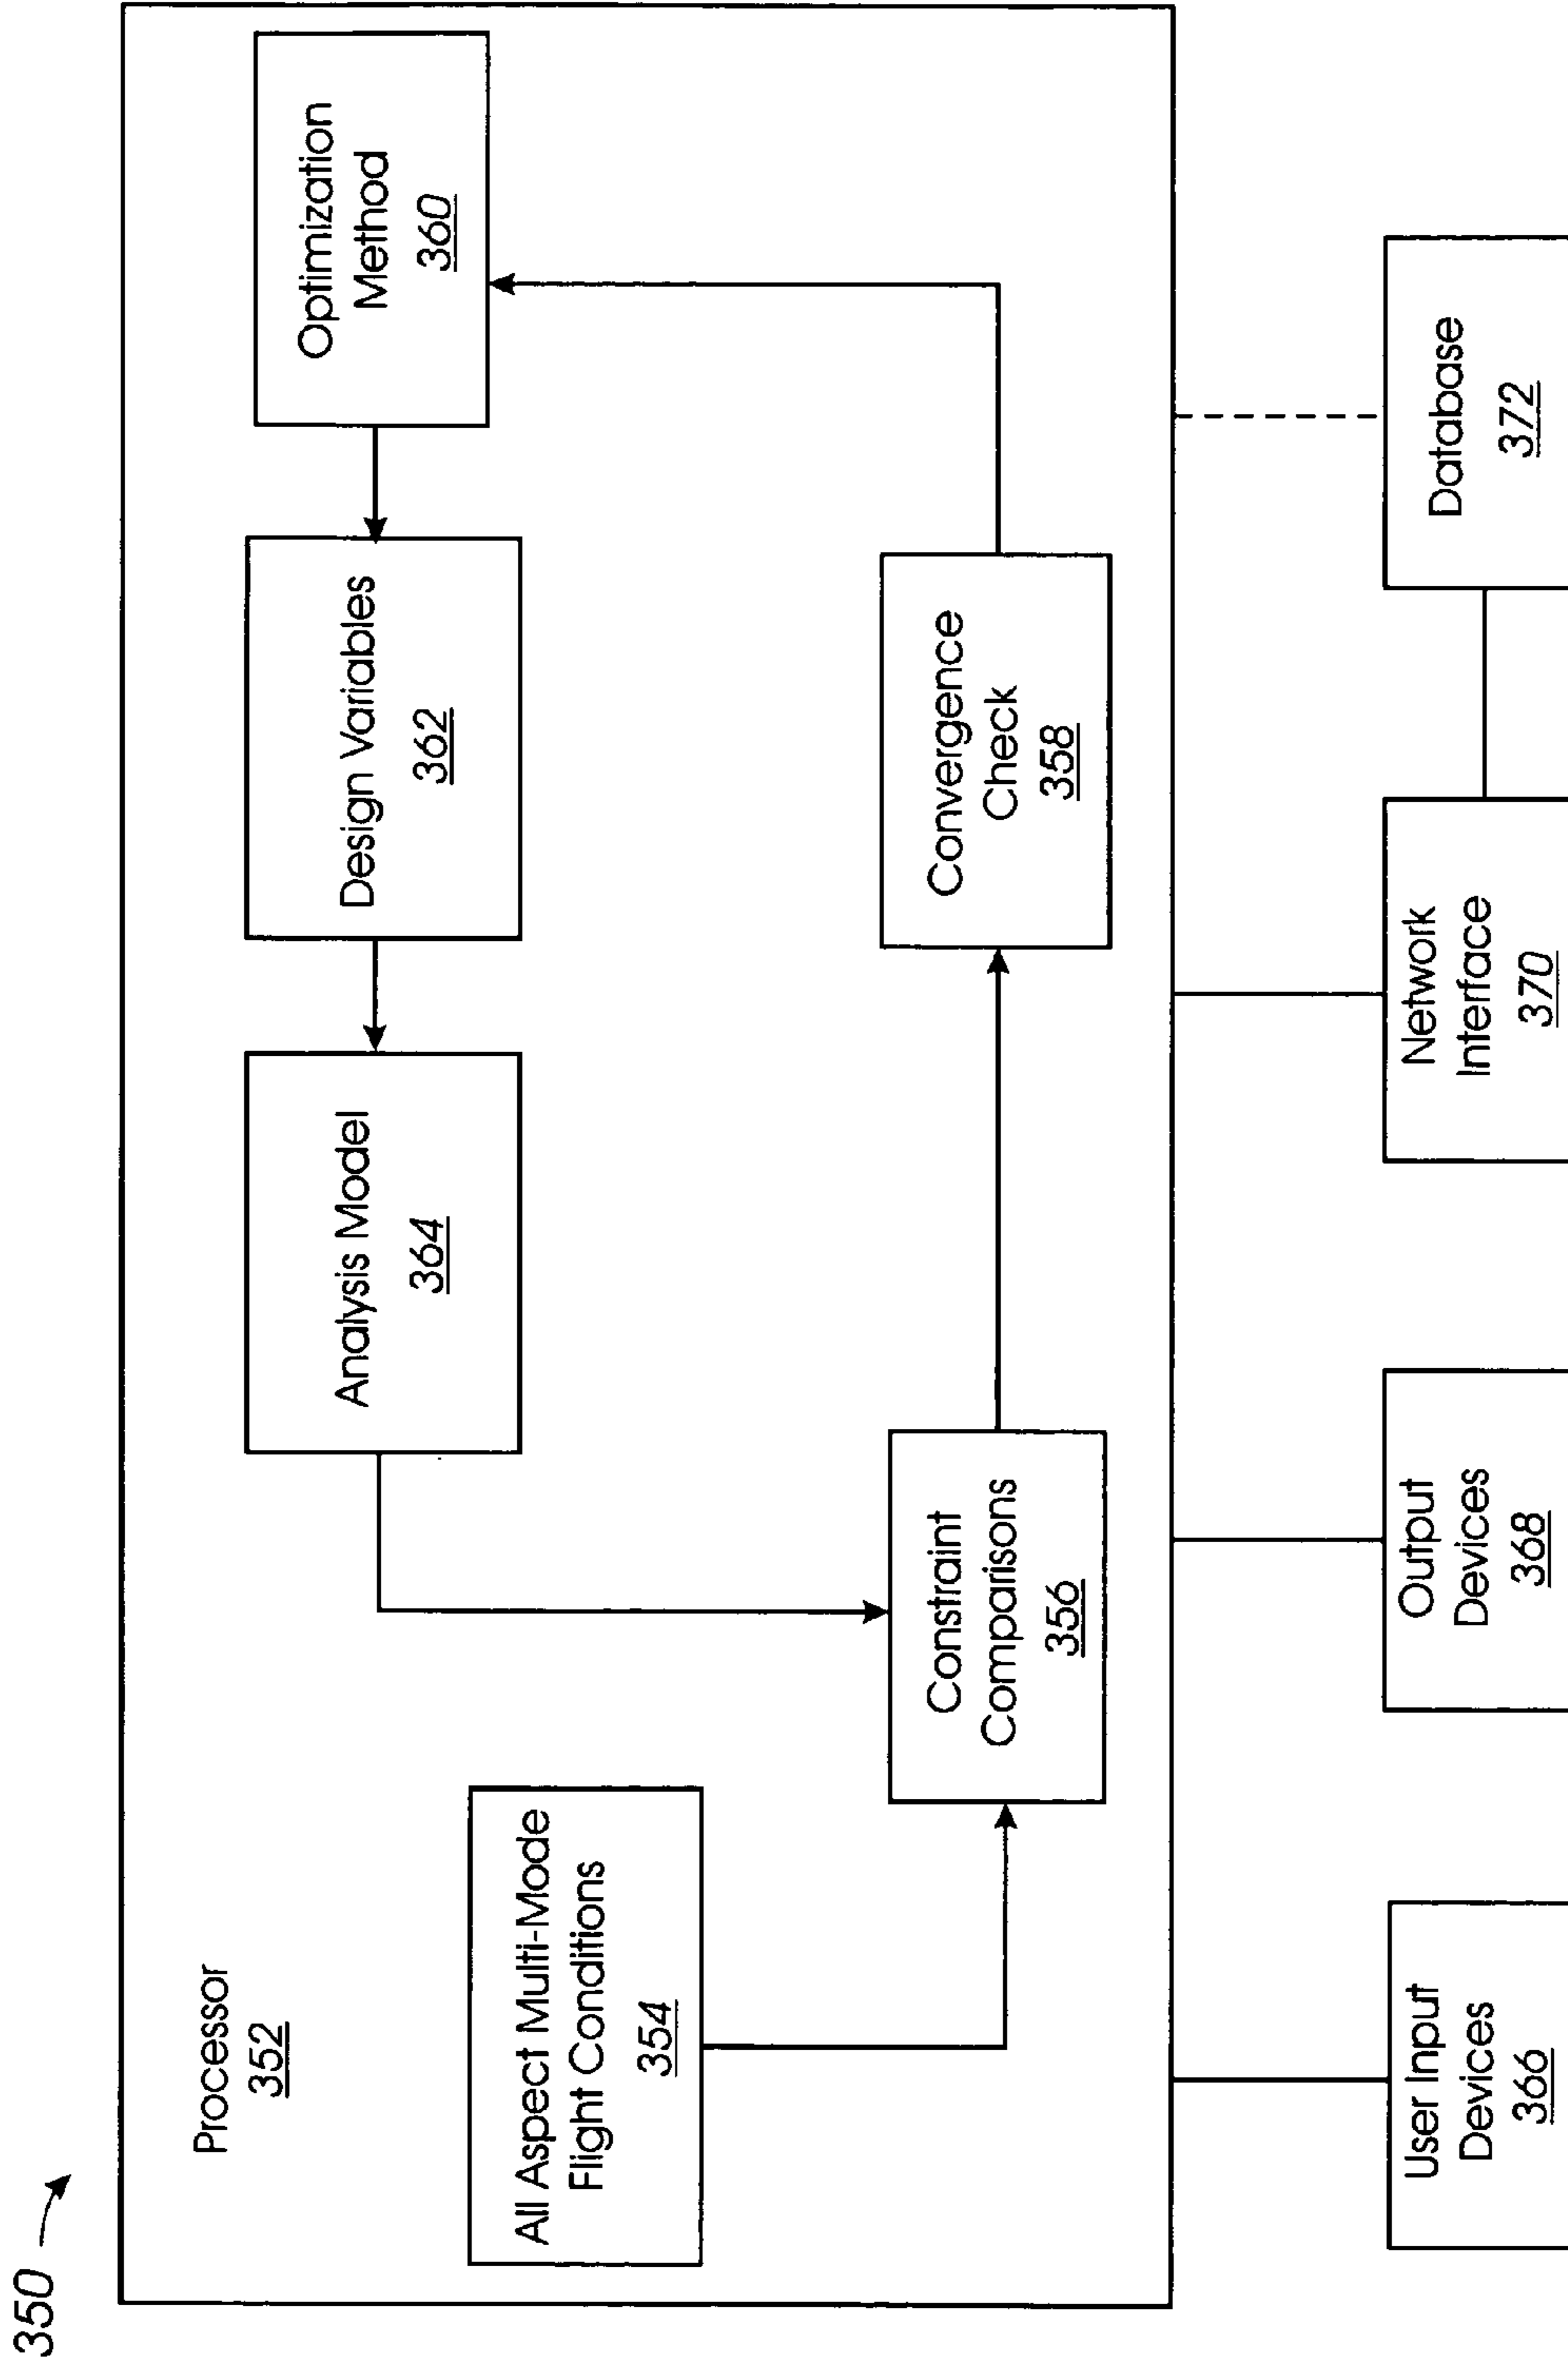 350
Processor
352
All Aspect Multi-Mode
Flight Conditions
354
Analysis Model
364
Design Variables
362
Optimization
Method
360
Constraint
Comparisons
356
Convergence
Check
358
User Input
Devices
366
Output
Devices
368
Network
Interface
370
Database
372